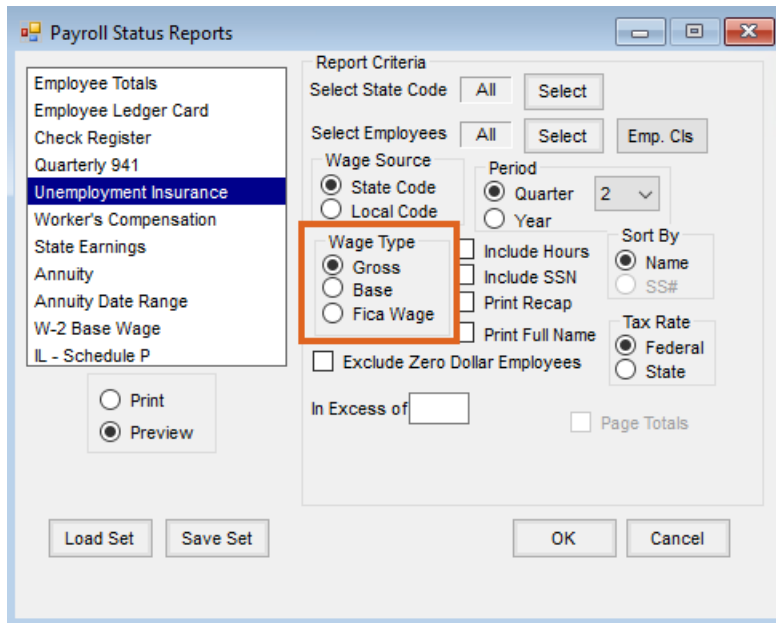 Payroll Status Reports
Employee Totals
Employee Ledger Card
Check Register
Quarterly 941
Unemployment Insurance
Worker's Compensation
State Earnings
Annuity
Annuity Date Range
W-2 Base Wage
IL - Schedule P
Print
Preview
Load Set Save Set
Report Criteria
Select State Code All Select
Select Employees All Select Emp. Cls
Wage Source
State Code
Local Code
Period
Quarter 2
Year
Wage Type
Gross
Base
Fica Wage
Include Hours
Include SSN
Print Recap
Print Full Name
Sort By
Name
SS#
Tax Rate
Federal
State
Exclude Zero Dollar Employees
In Excess of
Page Totals
OK Cancel